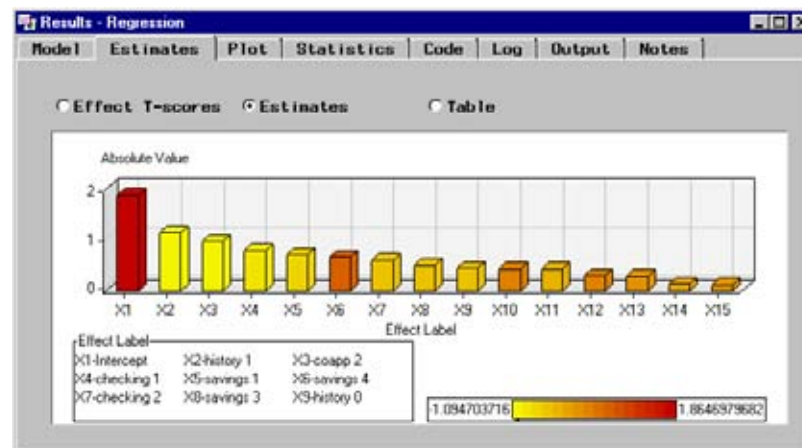 Results - Regression
Model Estimates Plot Statistics Code Log Output Notes
Effect T-scores Estimates Table
Absolute Value
2
1
0
X1 X2 X3 X4 X5 X6 X7 X8 X9 X10 X11 X12 X13 X14 X15
Effect Label
Effect Label
X1-Intercept X2-history 1 X3-coapp 2
X4-checking 1 X5-savings 1 X6-savings 4
X7-checking 2 X8-savings 3 X9-history 0
-1.094703716 1.8646979682